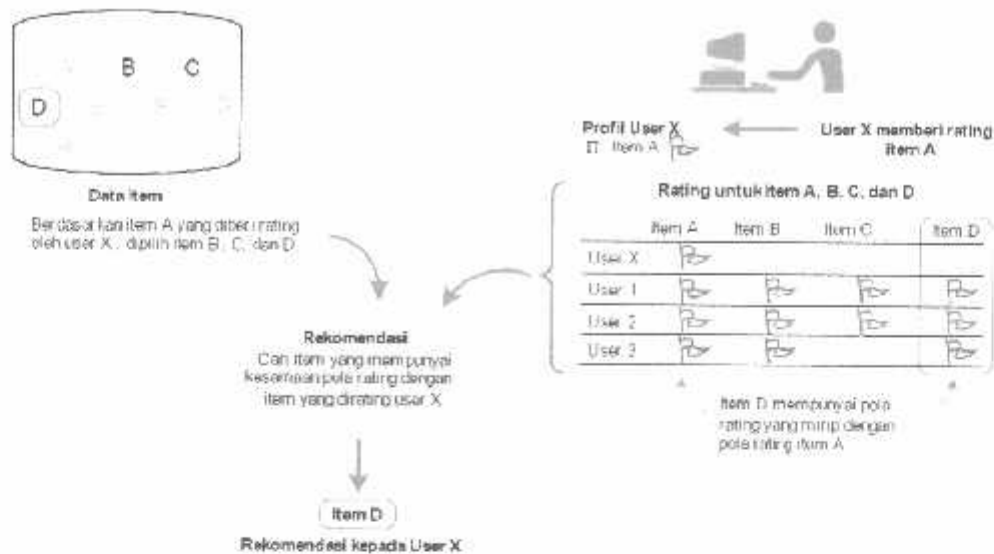 B C
D
Data Item
Berdasarkan item A yang diberi rating
oleh user X, dipilih item B, C, dan D
Profil User X
Item A
User X memberi rating
item A
Rating untuk item A, B, C, dan D
Item A Item B Item C Item D
User X
User 1
User 2
User 3
Item D mempunyai pola
rating yang mirip dengan
pola rating item A
Rekomendasi
Cari item yang mempunyai
kesamaan pola rating dengan
item yang dirating user X
Item D
Rekomendasi kepada User X